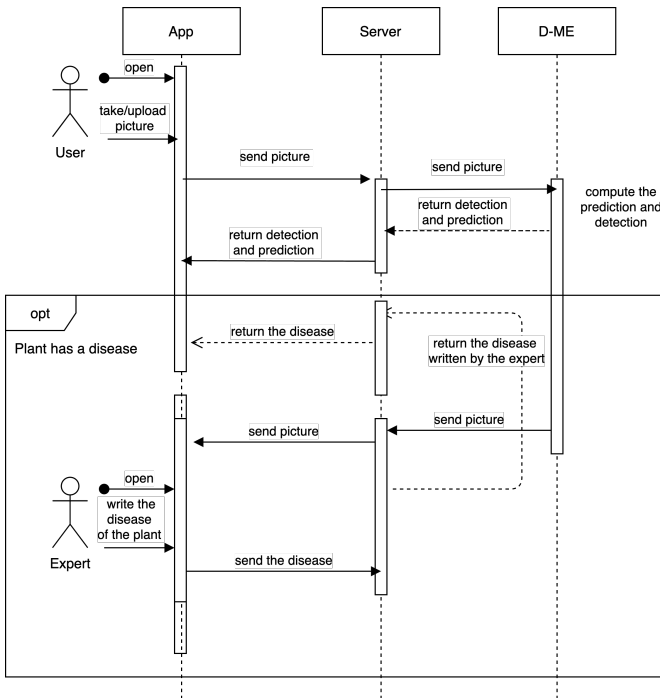 App
Server
D-ME
open
take/upload
picture
User
send picture
send picture
compute the
prediction and
detection
return detection
and prediction
return detection
and prediction
opt
Plant has a disease
return the disease
return the disease
written by the expert
send picture
send picture
open
write the
disease
of the plant
Expert
send the disease